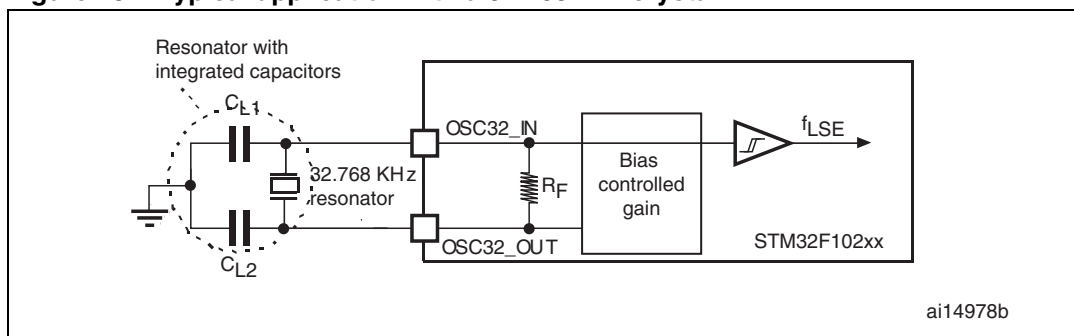 Resonator with
integrated capacitors
CL1
OSC32_IN
fLSE
32.768 KHz
resonator
RF
Bias
controlled
gain
STM32F102xx
OSC32_OUT
CL2
ai14978b